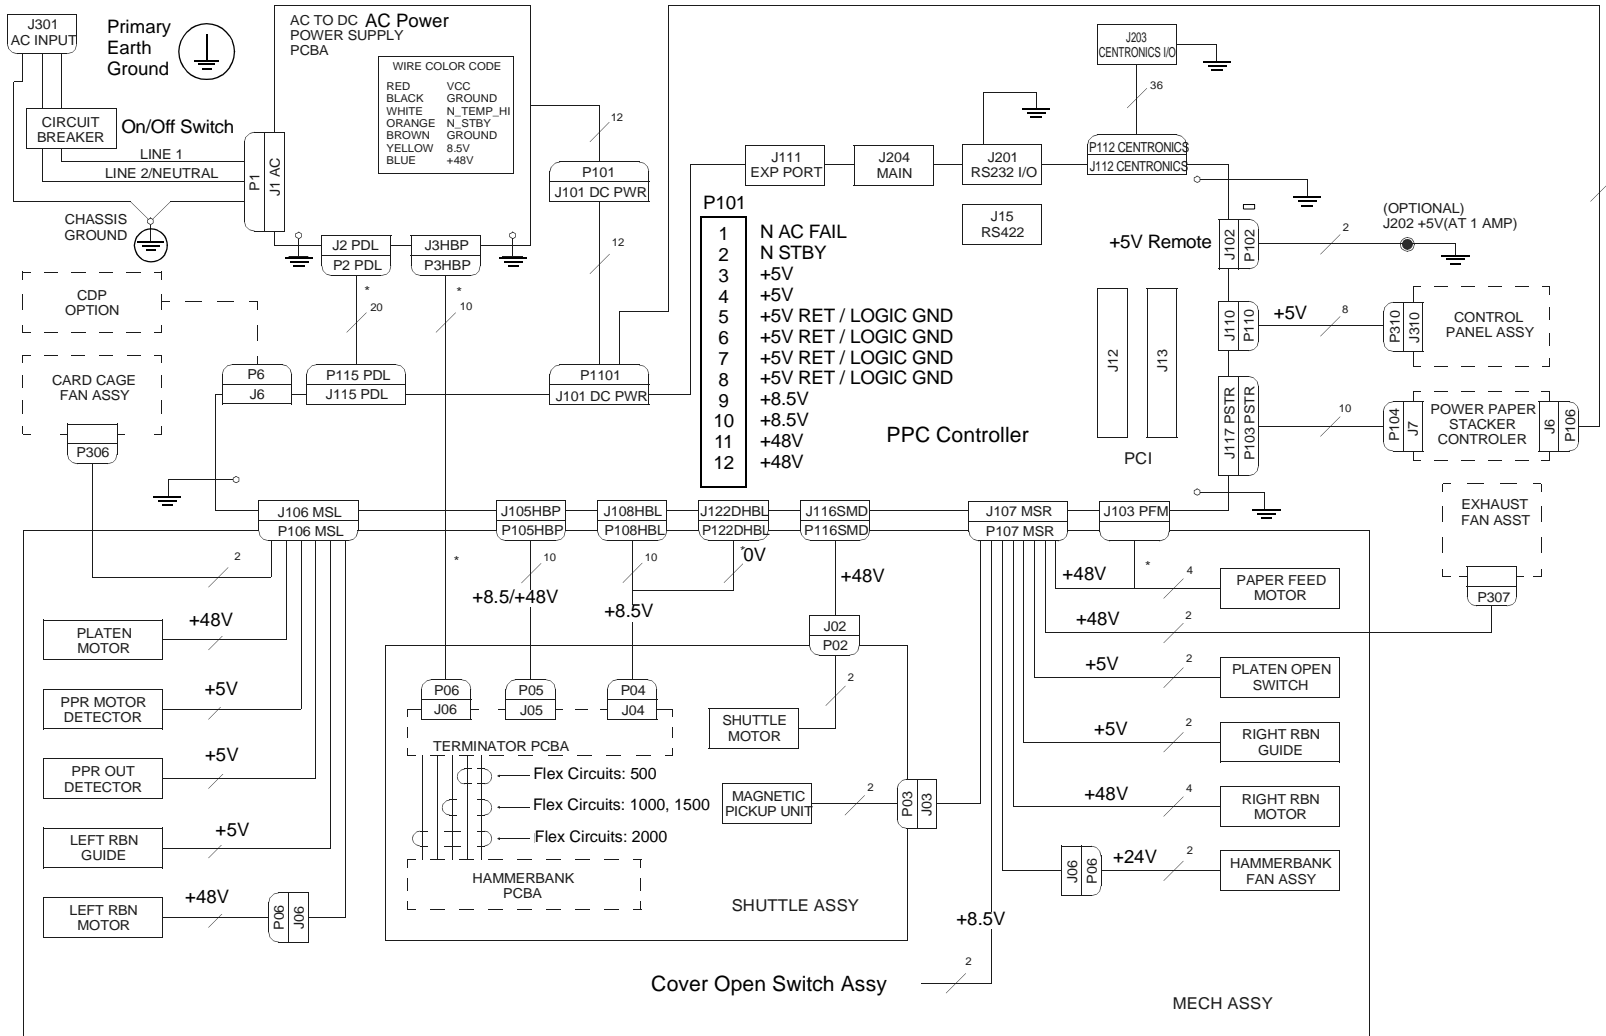 J301
AC INPUT
Primary
Earth
Ground
AC TO DC AC Power
POWER SUPPLY
PCBA
WIRE COLOR CODE
RED VCC
BLACK GROUND
WHITE N_TEMP_HI
ORANGE N_STBY
BROWN GROUND
YELLOW 8.5V
BLUE +48V
J203
CENTRONICS I/O
36
12
CIRCUIT
BREAKER
On/Off Switch
LINE 1
LINE 2/NEUTRAL
P1
J1 AC
CHASSIS
GROUND
P101
J101 DC PWR
12
J111
EXP PORT
J204
MAIN
J201
RS232 I/O
J15
RS422
P112 CENTRONICS
J112 CENTRONICS
J2 PDL
P2 PDL
*
20
J3HBP
P3HBP
*
10
P101
1 N AC FAIL
2 N STBY
3 +5V
4 +5V
5 +5V RET / LOGIC GND
6 +5V RET / LOGIC GND
7 +5V RET / LOGIC GND
8 +5V RET / LOGIC GND
9 +8.5V
10 +8.5V
11 +48V
12 +48V
+5V Remote
J102
P102
2
(OPTIONAL)
J202 +5V(AT 1 AMP)
CDP
OPTION
CARD CAGE
FAN ASSY
P306
P6
J6
P115 PDL
J115 PDL
P1101
J101 DC PWR
J12
J13
PCI
PPC Controller
J110
P110
+5V
8
P310
J310
CONTROL
PANEL ASSY
J117 PSTR
P103 PSTR
10
P104
J7
POWER PAPER
STACKER
CONTROLER
J6
P106
EXHAUST
FAN ASST
P307
J106 MSL
P106 MSL
J105HBP
P105HBP
J108HBL
P108HBL
J122DHBL
P122DHBL
J116SMD
P116SMD
J107 MSR
P107 MSR
J103 PFM
2
*
10
+8.5/+48V
10
+8.5V
*
0V
+48V
+48V
*
4
PAPER FEED
MOTOR
+48V
2
PLATEN
MOTOR
+48V
PPR MOTOR
DETECTOR
+5V
PPR OUT
DETECTOR
+5V
LEFT RBN
GUIDE
+5V
LEFT RBN
MOTOR
+48V
P06
J06
J02
P02
2
P06
J06
P05
J05
P04
J04
TERMINATOR PCBA
Flex Circuits: 500
Flex Circuits: 1000, 1500
Flex Circuits: 2000
HAMMERBANK
PCBA
SHUTTLE
MOTOR
MAGNETIC
PICKUP UNIT
2
P03
J03
SHUTTLE ASSY
+5V
2
PLATEN OPEN
SWITCH
+5V
2
RIGHT RBN
GUIDE
+48V
4
RIGHT RBN
MOTOR
J06
P06
+24V
2
HAMMERBANK
FAN ASSY
+8.5V
2
Cover Open Switch Assy
MECH ASSY